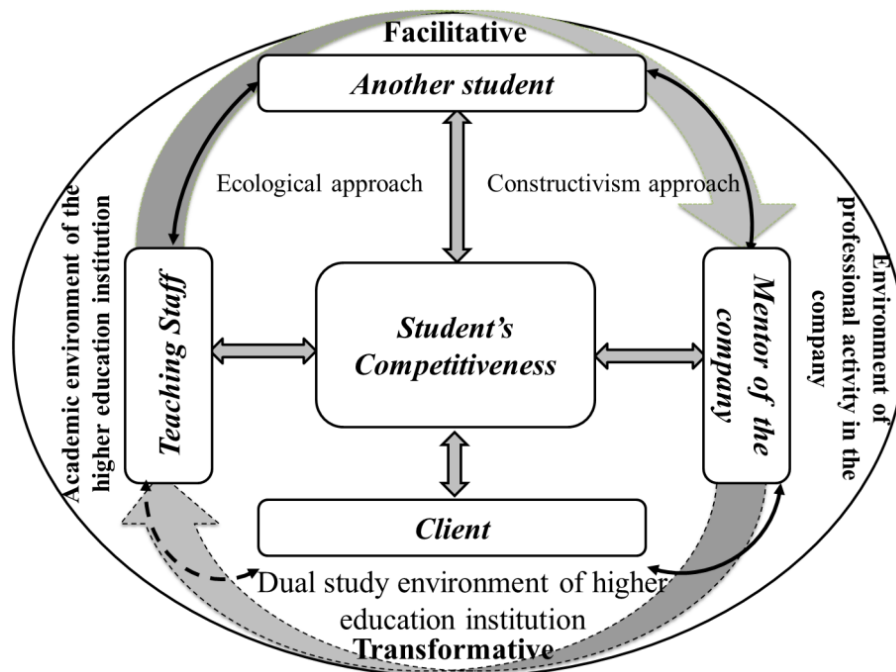 Facilitative
Another student
Ecological approach
Constructivism approach
Academic environment of the
higher education institution
Teaching Staff
Student’s
Competitiveness
Mentor of the
company
Environment of
professional activity in the
company
Client
Dual study environment of higher
education institution
Transformative